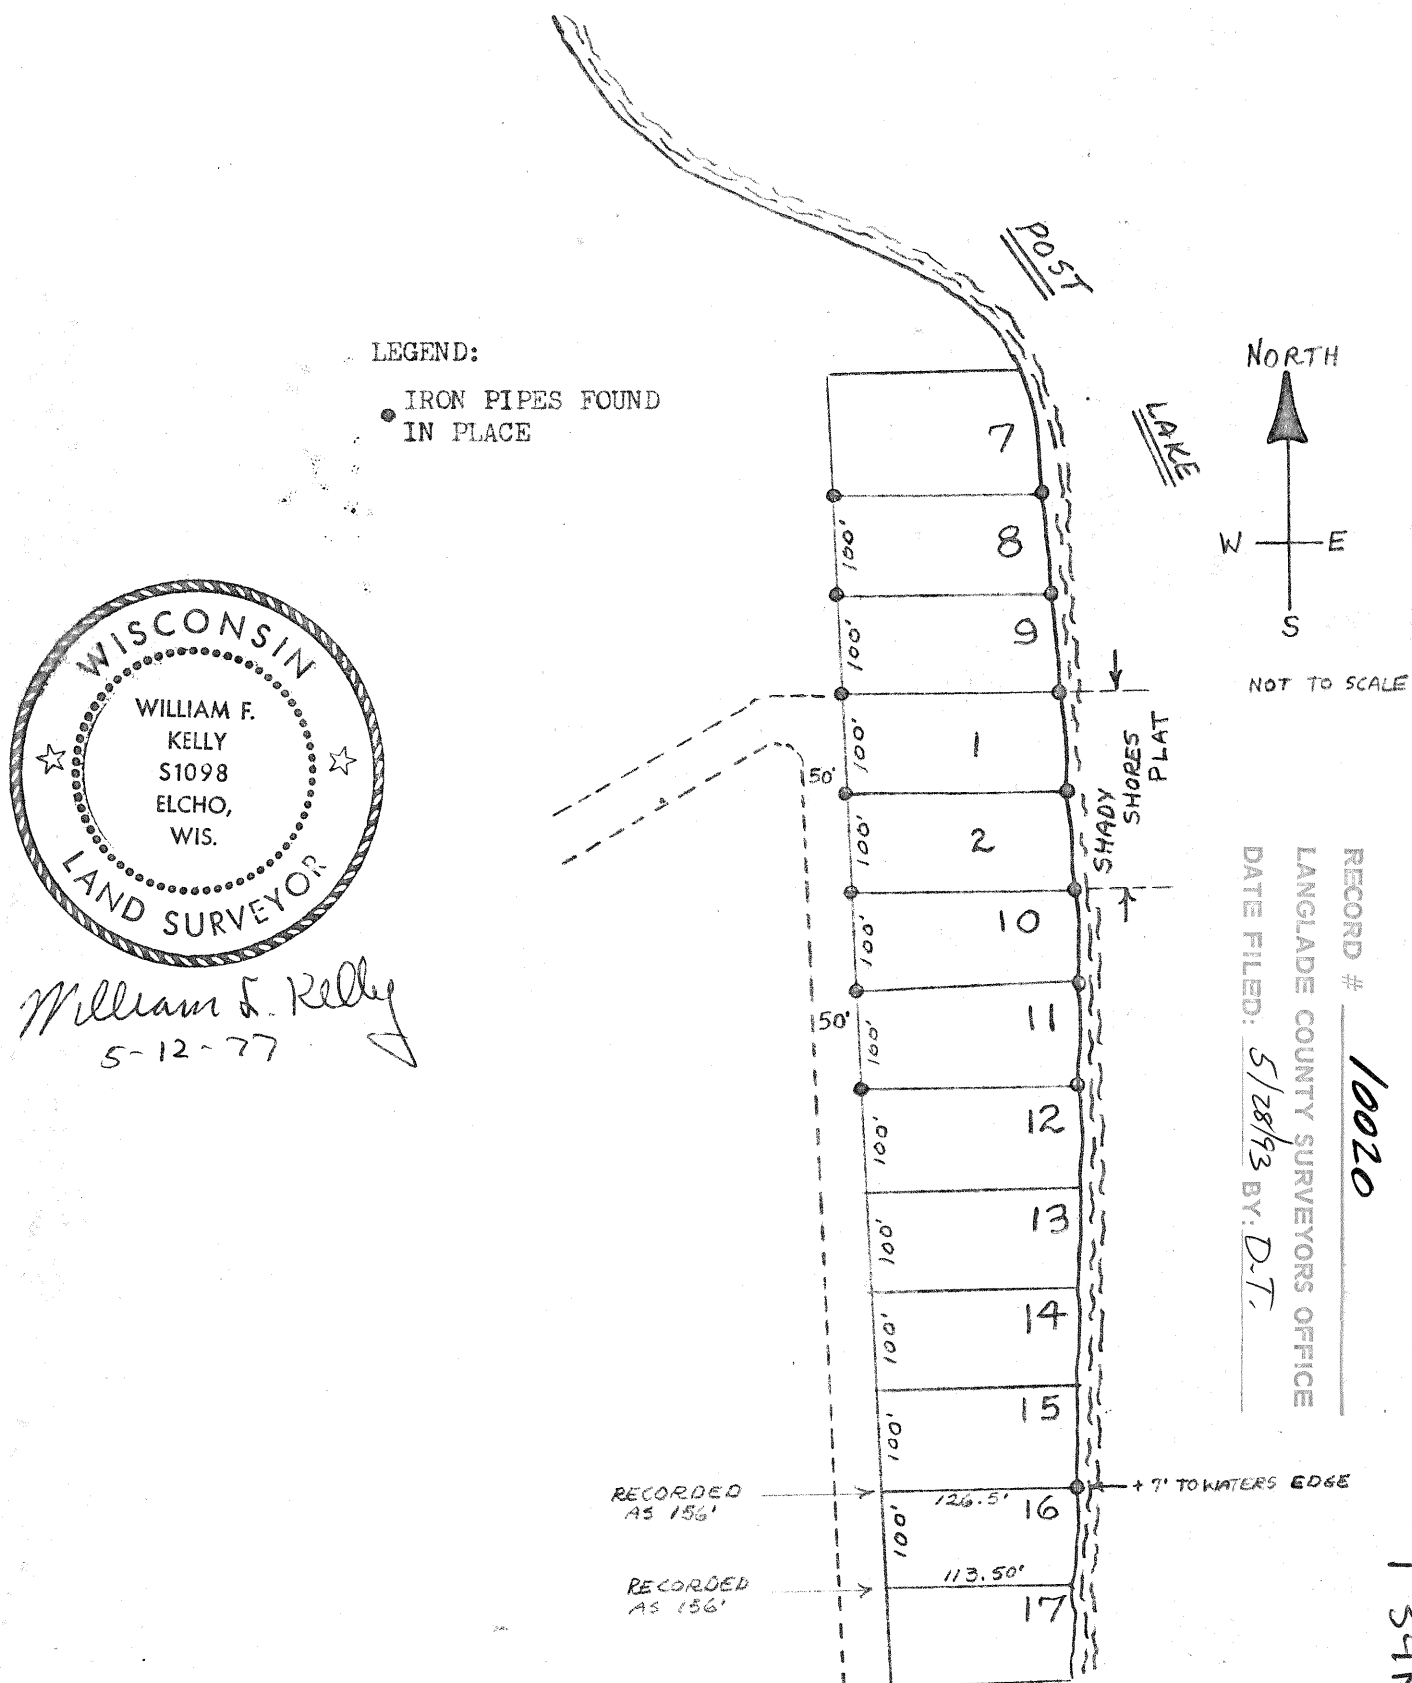 POST
LAKE
NORTH
W E
S
NOT TO SCALE
LEGEND:
IRON PIPES FOUND
IN PLACE
WISCONSIN
WILLIAM F.
KELLY
S1098
ELCHO,
WIS.
LAND SURVEYOR
William F. Kelly
5-12-77
7
8
100'
9
100'
1
100'
50'
2
100'
SHADY
SHORES
PLAT
10
100'
11
100'
50'
12
100'
13
100'
14
100'
15
100'
RECORDED
AS 156'
126.5'
16
100'
+ 7' TO WATERS EDGE
RECORDED
AS 156'
113.50'
17
RECORD # 10020
LANGLADE COUNTY SURVEYORS OFFICE
DATE FILED: 5/28/93 BY: D.T.